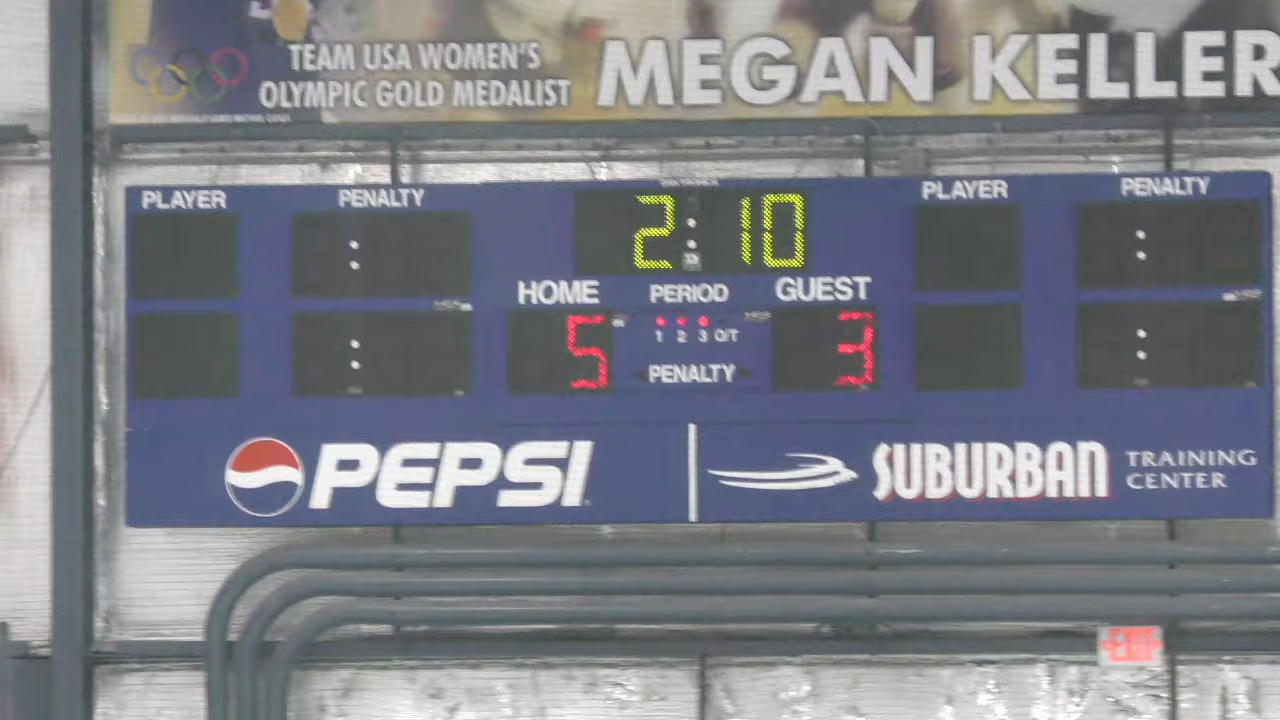 TEAM USA WOMEN'S
OLYMPIC GOLD MEDALIST
MEGAN KELLER
PLAYER PENALTY
2:10
PLAYER PENALTY
HOME PERIOD GUEST
5
1 2 3 O/T
3
PENALTY
PEPSI
SUBURBAN
TRAINING
CENTER
EXIT